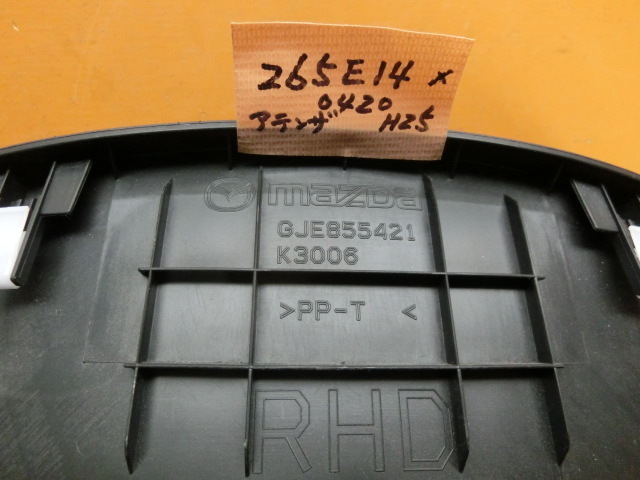 265E14 x
0420
アテンザ H25
mazda
GJE855421
K3006
>PP-T <
RHD